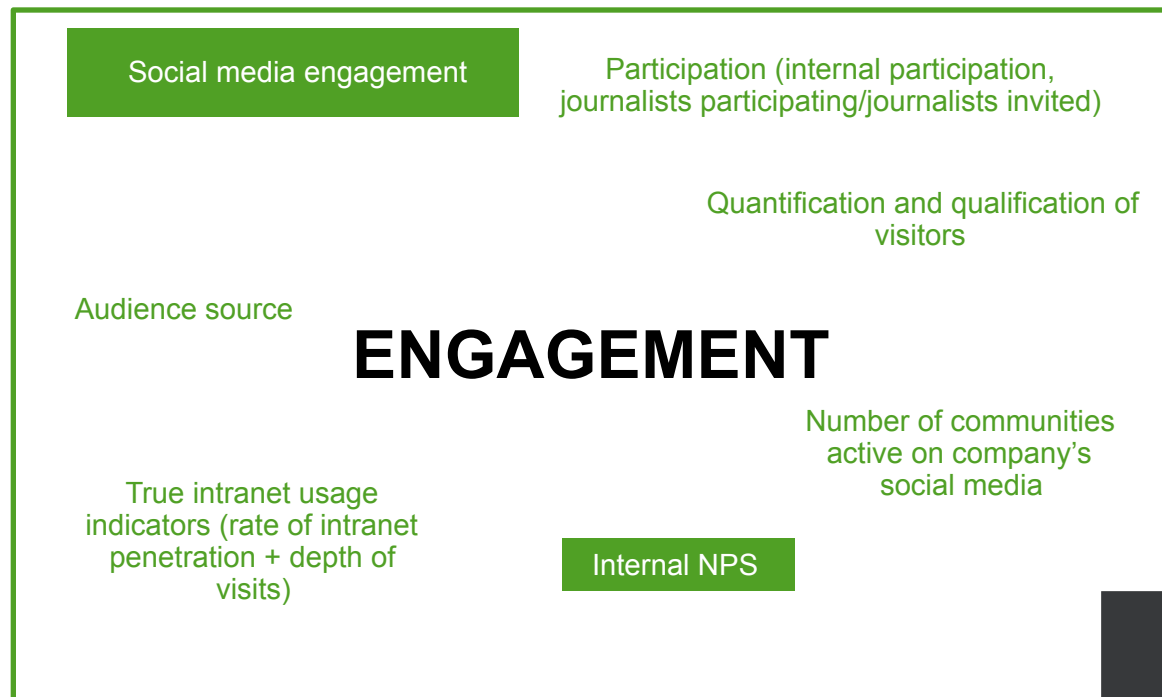 Social media engagement
Participation (internal participation,
journalists participating/journalists invited)
Quantification and qualification of
visitors
Audience source
ENGAGEMENT
Number of communities
active on company’s
social media
True intranet usage
indicators (rate of intranet
penetration + depth of
visits)
Internal NPS